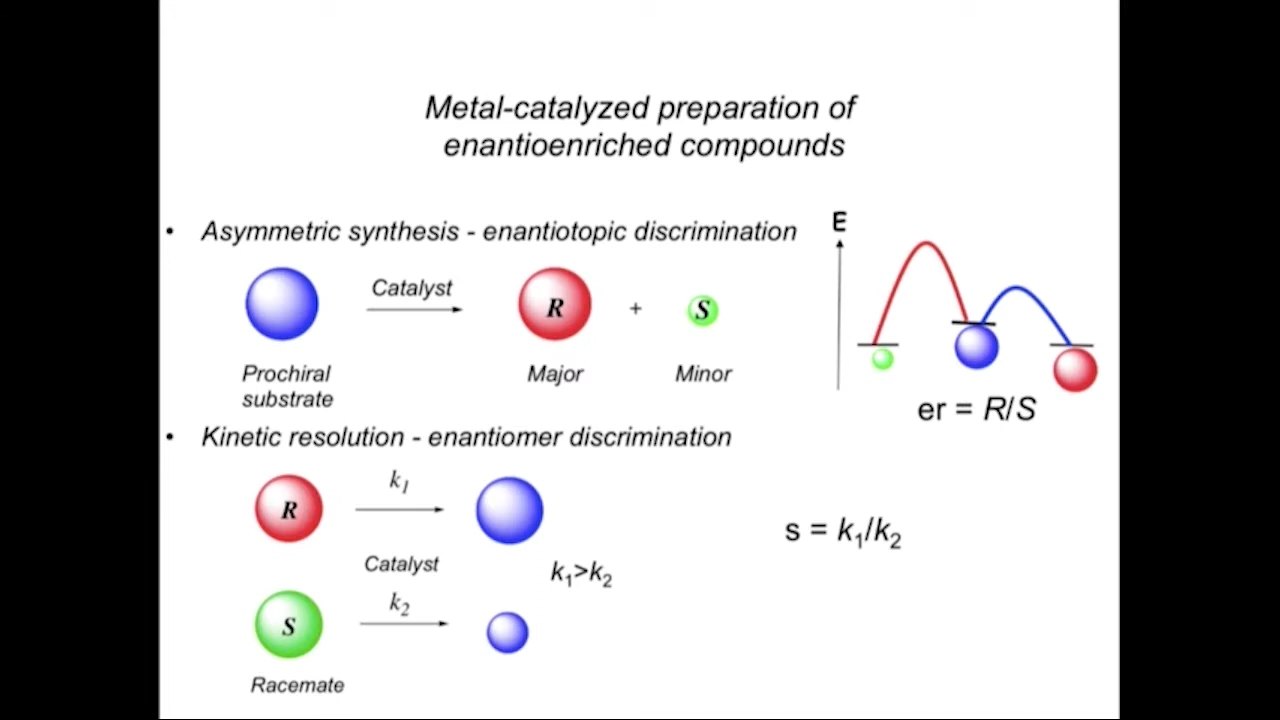 Metal-catalyzed preparation of
enantioenriched compounds
• Asymmetric synthesis - enantiotopic discrimination
E
Catalyst
R
+
S
Prochiral
substrate
Major
Minor
er = R/S
• Kinetic resolution - enantiomer discrimination
k₁
R
s = k₁/k₂
Catalyst
k₁>k₂
k₂
S
Racemate